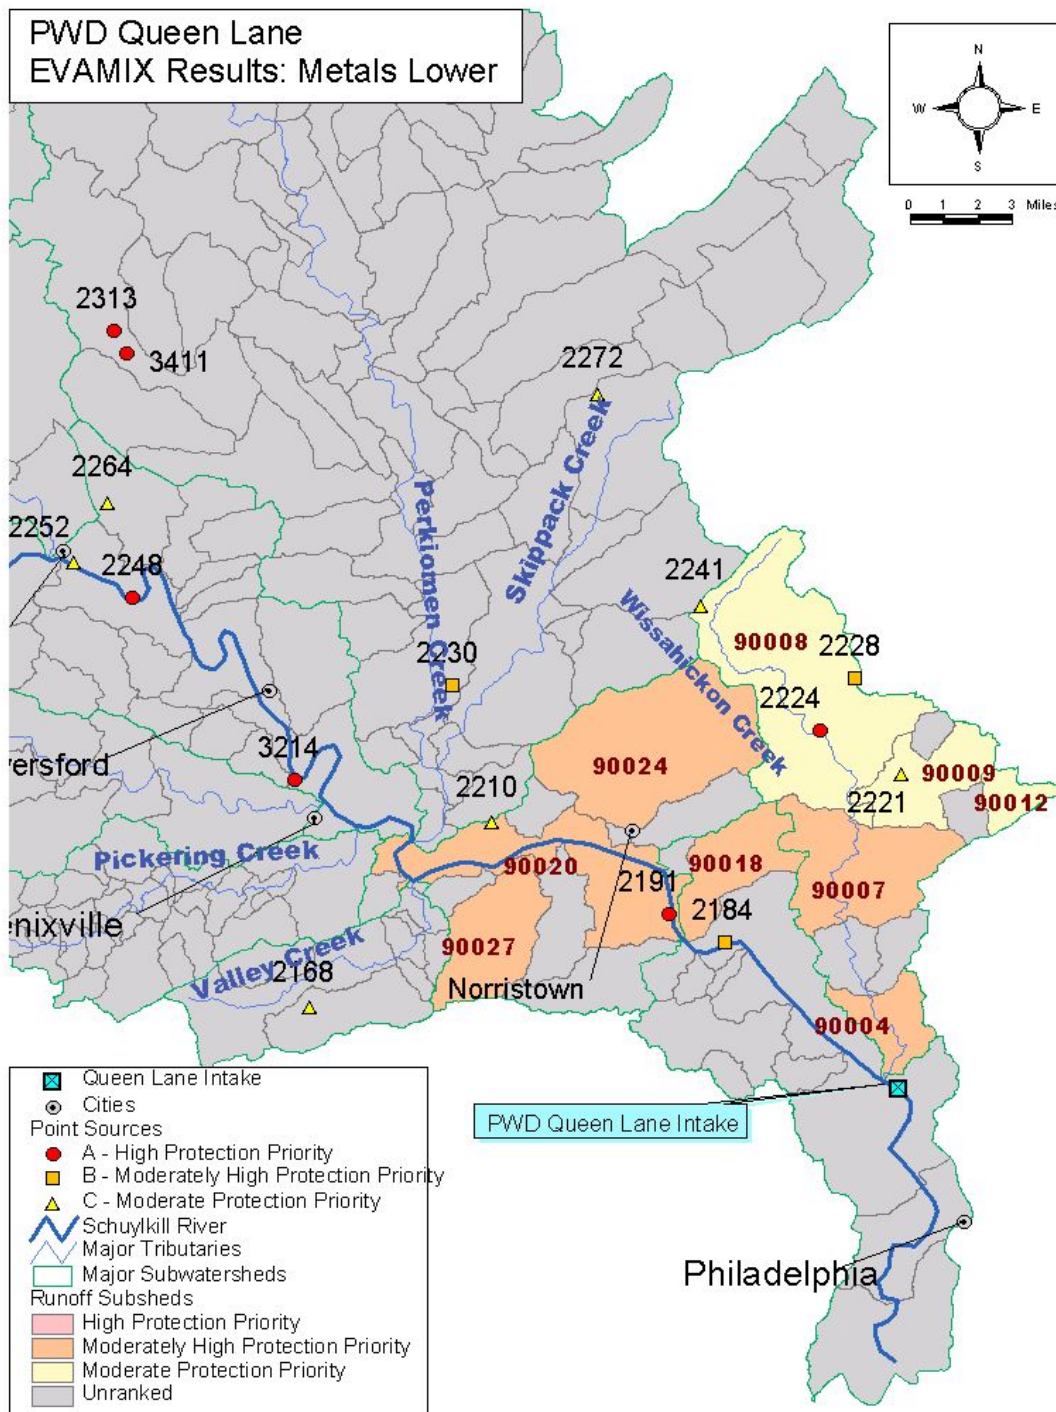 PWD Queen Lane
EVAMIX Results: Metals Lower
N
W E
S
0 1 2 3 Miles
2313
3411
2272
2264
2252
2248
Perkiomen Creek
Skippack Creek
2241
Wissahickon Creek
90008
2228
2230
2224
ersford
3214
90024
90009
2210
2221
90012
Pickering Creek
90020
90018
2191
90007
2184
enixville
90027
Valley Creek
2168
Norristown
90004
PWD Queen Lane Intake
Philadelphia
Queen Lane Intake
Cities
Point Sources
A - High Protection Priority
B - Moderately High Protection Priority
C - Moderate Protection Priority
Schuylkill River
Major Tributaries
Major Subwatersheds
Runoff Subsheds
High Protection Priority
Moderately High Protection Priority
Moderate Protection Priority
Unranked